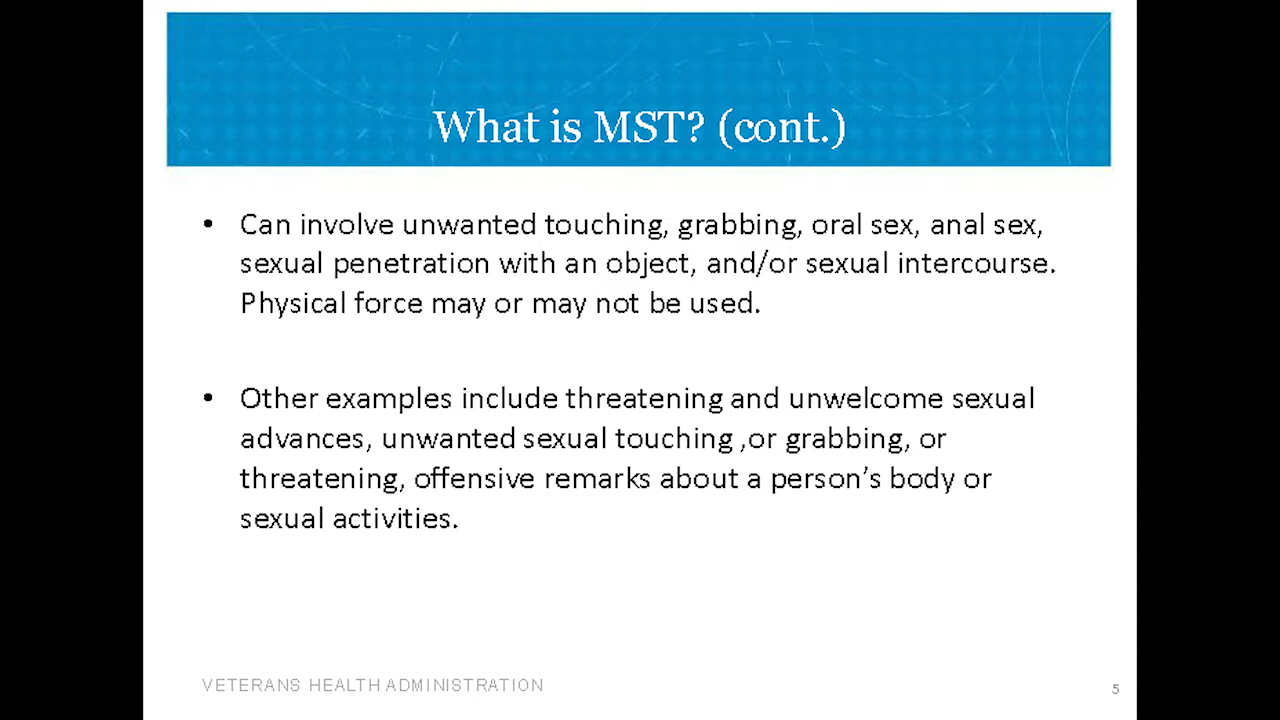 What is MST? (cont.)
• Can involve unwanted touching, grabbing, oral sex, anal sex,
sexual penetration with an object, and/or sexual intercourse.
Physical force may or may not be used.
• Other examples include threatening and unwelcome sexual
advances, unwanted sexual touching ,or grabbing, or
threatening, offensive remarks about a person’s body or
sexual activities.
VETERANS HEALTH ADMINISTRATION
5